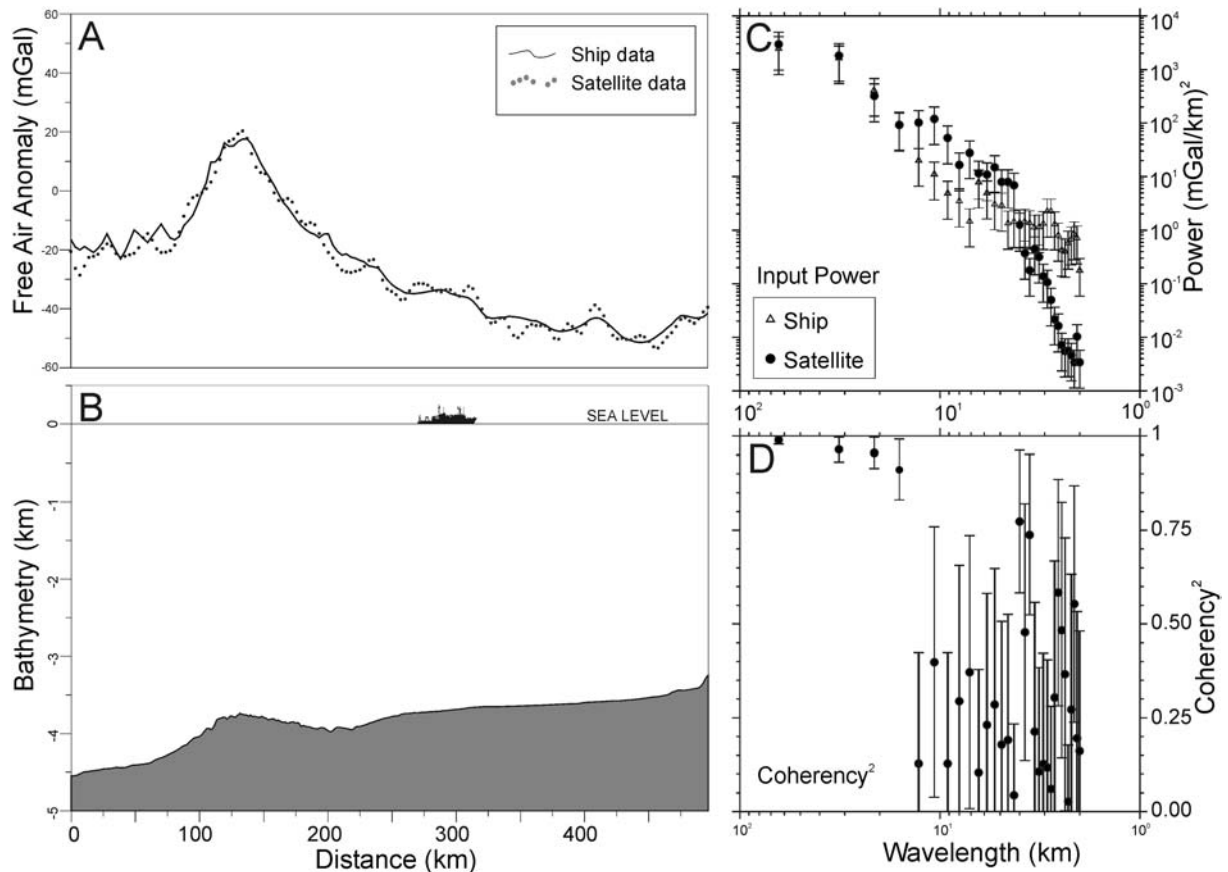 A
Free Air Anomaly (mGal)
60
40
20
0
-20
-40
-60
Ship data
Satellite data
B
Bathymetry (km)
0
-1
-2
-3
-4
-5
SEA LEVEL
0 100 200 300 400
Distance (km)
C
Input Power
Ship
Satellite
Power (mGal/km)²
10⁴
10³
10²
10¹
10⁰
10⁻¹
10⁻²
10⁻³
10² 10¹ 10⁰
D
Coherency²
Coherency²
1
0.75
0.50
0.25
0.00
10² 10¹ 10⁰
Wavelength (km)